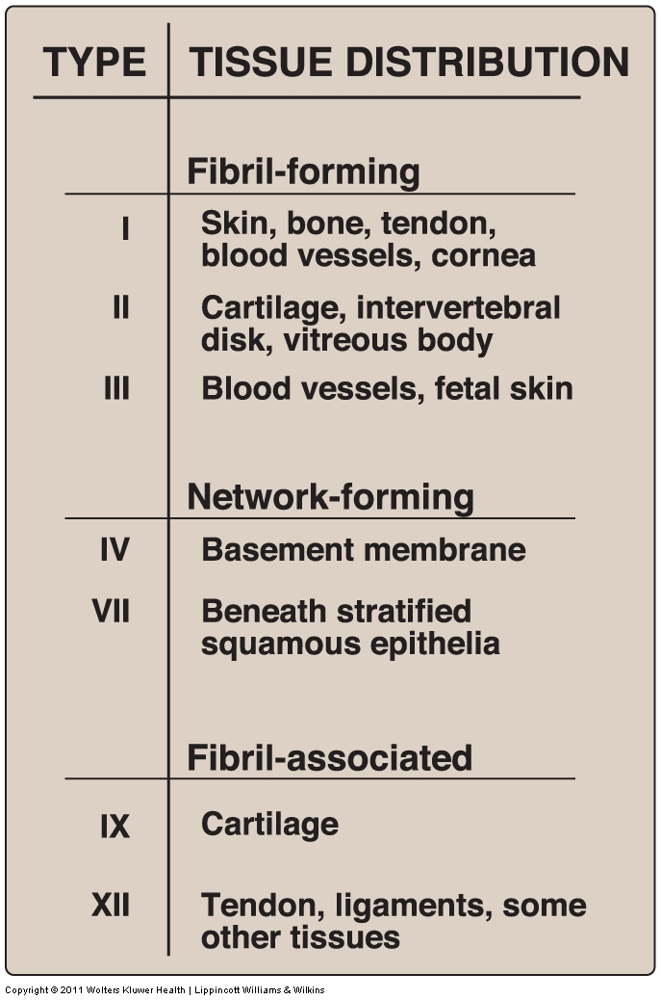 TYPE TISSUE DISTRIBUTION
Fibril-forming
I Skin, bone, tendon,
blood vessels, cornea
II Cartilage, intervertebral
disk, vitreous body
III Blood vessels, fetal skin
Network-forming
IV Basement membrane
VII Beneath stratified
squamous epithelia
Fibril-associated
IX Cartilage
XII Tendon, ligaments, some
other tissues
Copyright © 2011 Wolters Kluwer Health | Lippincott Williams & Wilkins